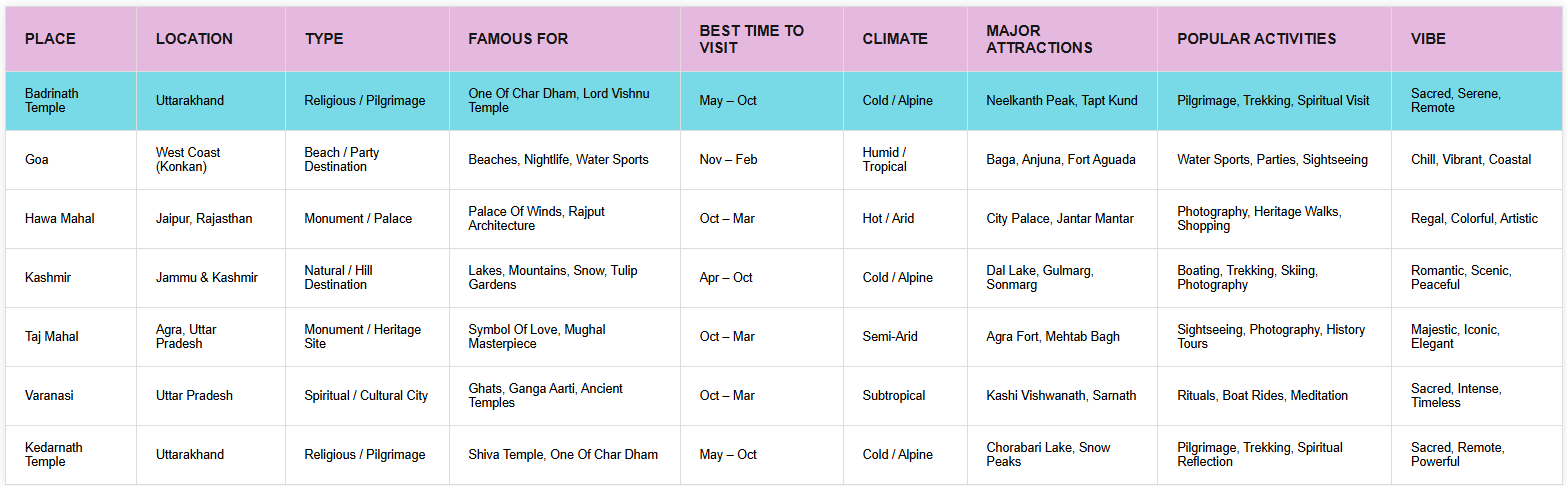 PLACE LOCATION TYPE FAMOUS FOR BEST TIME TO VISIT CLIMATE MAJOR ATTRACTIONS POPULAR ACTIVITIES VIBE
Badrinath Temple Uttarakhand Religious / Pilgrimage One Of Char Dham, Lord Vishnu Temple May – Oct Cold / Alpine Neelkanth Peak, Tapt Kund Pilgrimage, Trekking, Spiritual Visit Sacred, Serene, Remote
Goa West Coast (Konkan) Beach / Party Destination Beaches, Nightlife, Water Sports Nov – Feb Humid / Tropical Baga, Anjuna, Fort Aguada Water Sports, Parties, Sightseeing Chill, Vibrant, Coastal
Hawa Mahal Jaipur, Rajasthan Monument / Palace Palace Of Winds, Rajput Architecture Oct – Mar Hot / Arid City Palace, Jantar Mantar Photography, Heritage Walks, Shopping Regal, Colorful, Artistic
Kashmir Jammu & Kashmir Natural / Hill Destination Lakes, Mountains, Snow, Tulip Gardens Apr – Oct Cold / Alpine Dal Lake, Gulmarg, Sonmarg Boating, Trekking, Skiing, Photography Romantic, Scenic, Peaceful
Taj Mahal Agra, Uttar Pradesh Monument / Heritage Site Symbol Of Love, Mughal Masterpiece Oct – Mar Semi-Arid Agra Fort, Mehtab Bagh Sightseeing, Photography, History Tours Majestic, Iconic, Elegant
Varanasi Uttar Pradesh Spiritual / Cultural City Ghats, Ganga Aarti, Ancient Temples Oct – Mar Subtropical Kashi Vishwanath, Sarnath Rituals, Boat Rides, Meditation Sacred, Intense, Timeless
Kedarnath Temple Uttarakhand Religious / Pilgrimage Shiva Temple, One Of Char Dham May – Oct Cold / Alpine Chorabari Lake, Snow Peaks Pilgrimage, Trekking, Spiritual Reflection Sacred, Remote, Powerful